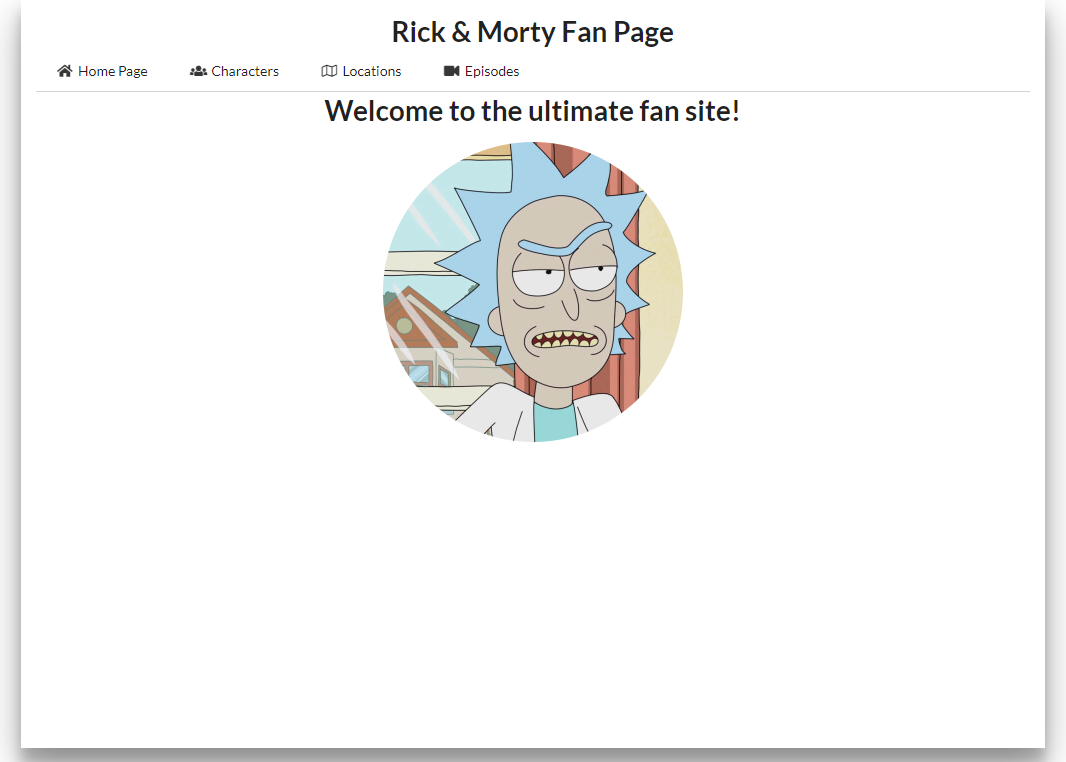 Rick & Morty Fan Page
Home Page Characters Locations Episodes
Welcome to the ultimate fan site!